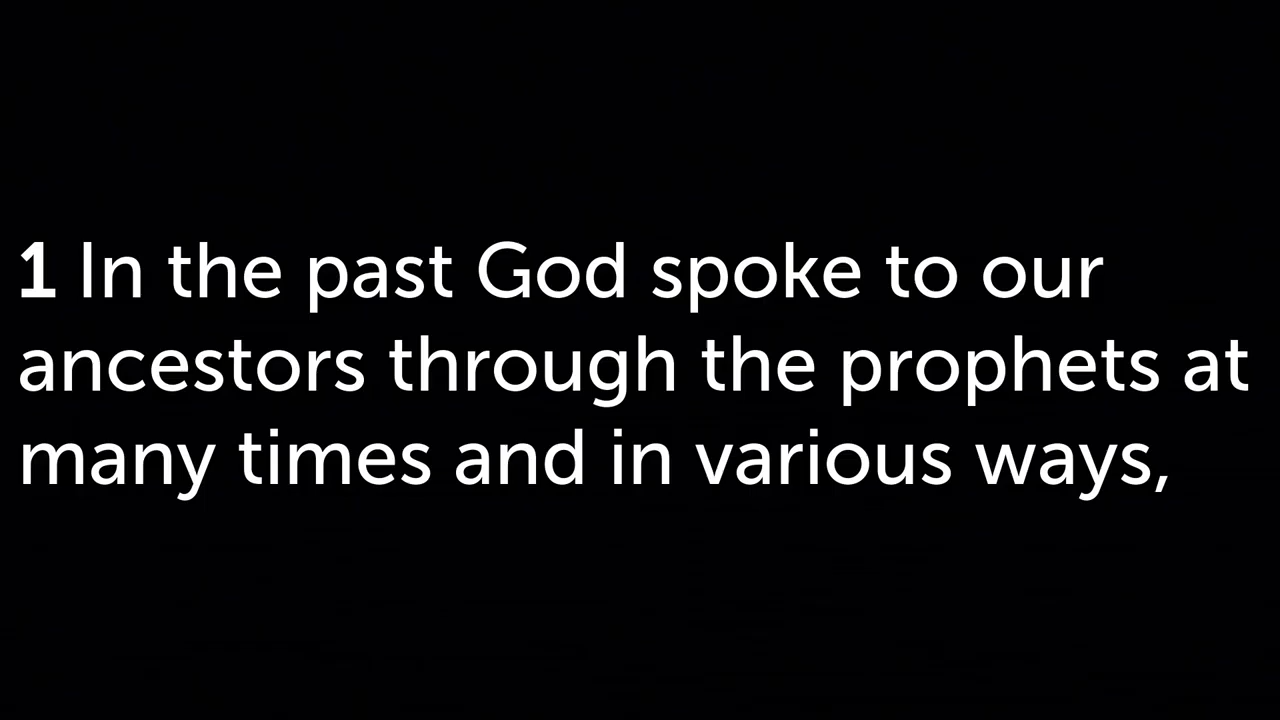 1 In the past God spoke to our
ancestors through the prophets at
many times and in various ways,